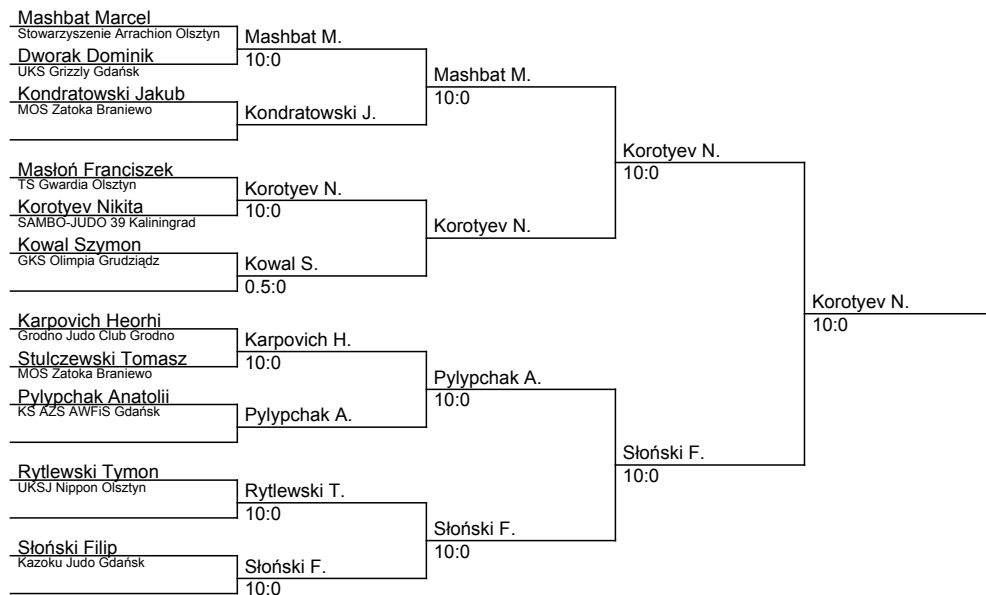 Mashbat Marcel
Stowarzyszenie Arrachion Olsztyn
Mashbat M.
10:0
Dworak Dominik
UKS Grizzly Gdańsk
Mashbat M.
10:0
Kondratowski Jakub
MOS Zatoka Braniewo
Kondratowski J.
Korotyev N.
10:0
Masłoń Franciszek
TS Gwardia Olsztyn
Korotyev N.
10:0
Korotyev Nikita
SAMBO-JUDO 39 Kaliningrad
Korotyev N.
Kowal Szymon
GKS Olimpia Grudziądz
Kowal S.
0.5:0
Korotyev N.
10:0
Karpovich Heorhi
Grodno Judo Club Grodno
Karpovich H.
10:0
Stulczewski Tomasz
MOS Zatoka Braniewo
Pylypchak A.
10:0
Pylypchak Anatolii
KS AZS AWFiS Gdańsk
Pylypchak A.
Słoński F.
10:0
Rytlewski Tymon
UKSJ Nippon Olsztyn
Rytlewski T.
10:0
Słoński F.
10:0
Słoński Filip
Kazoku Judo Gdańsk
Słoński F.
10:0